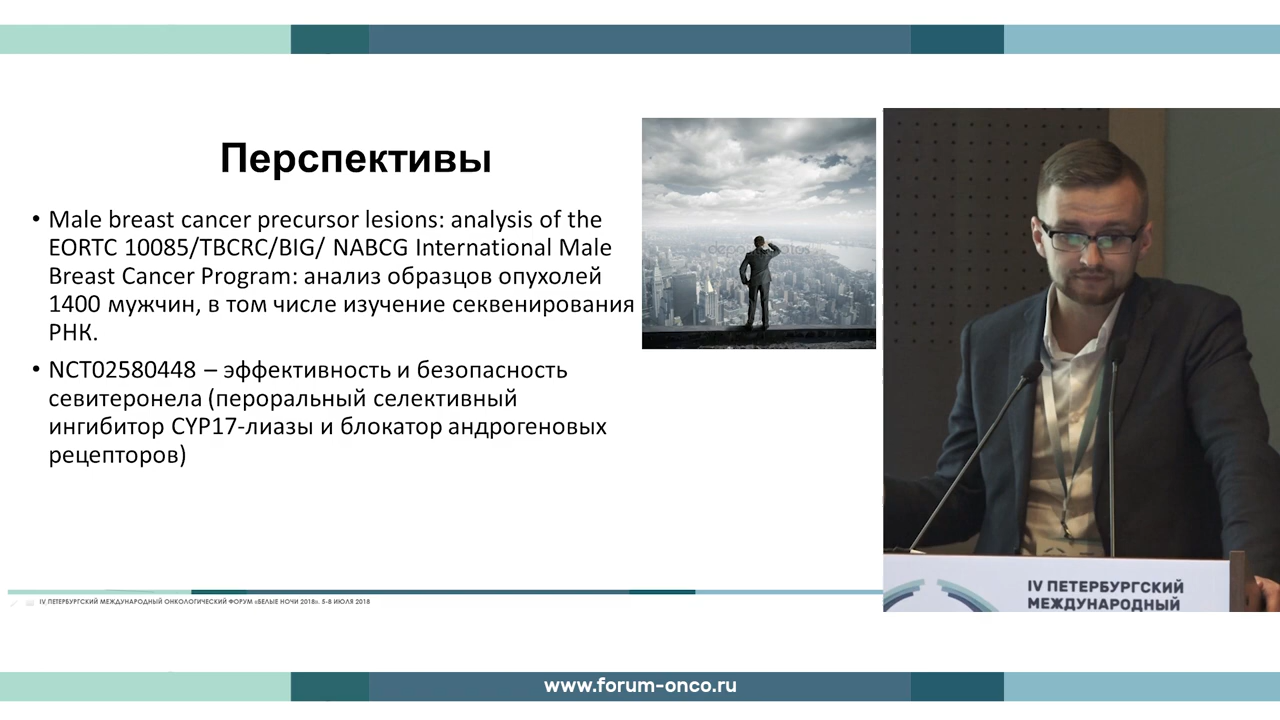 Перспективы
• Male breast cancer precursor lesions: analysis of the
EORTC 10085/TBCRC/BIG/ NABCG International Male
Breast Cancer Program: анализ образцов опухолей
1400 мужчин, в том числе изучение секвенирования
РНК.
• NCT02580448 – эффективность и безопасность
севитеронела (пероральный селективный
ингибитор CYP17-лиазы и блокатор андрогеновых
рецепторов)
depositphotos
IV ПЕТЕРБУРГСКИЙ
МЕЖДУНАРОДНЫЙ
IV ПЕТЕРБУРГСКИЙ МЕЖДУНАРОДНЫЙ ОНКОЛОГИЧЕСКИЙ ФОРУМ «БЕЛЫЕ НОЧИ 2018». 5-8 ИЮЛЯ 2018
www.forum-onco.ru